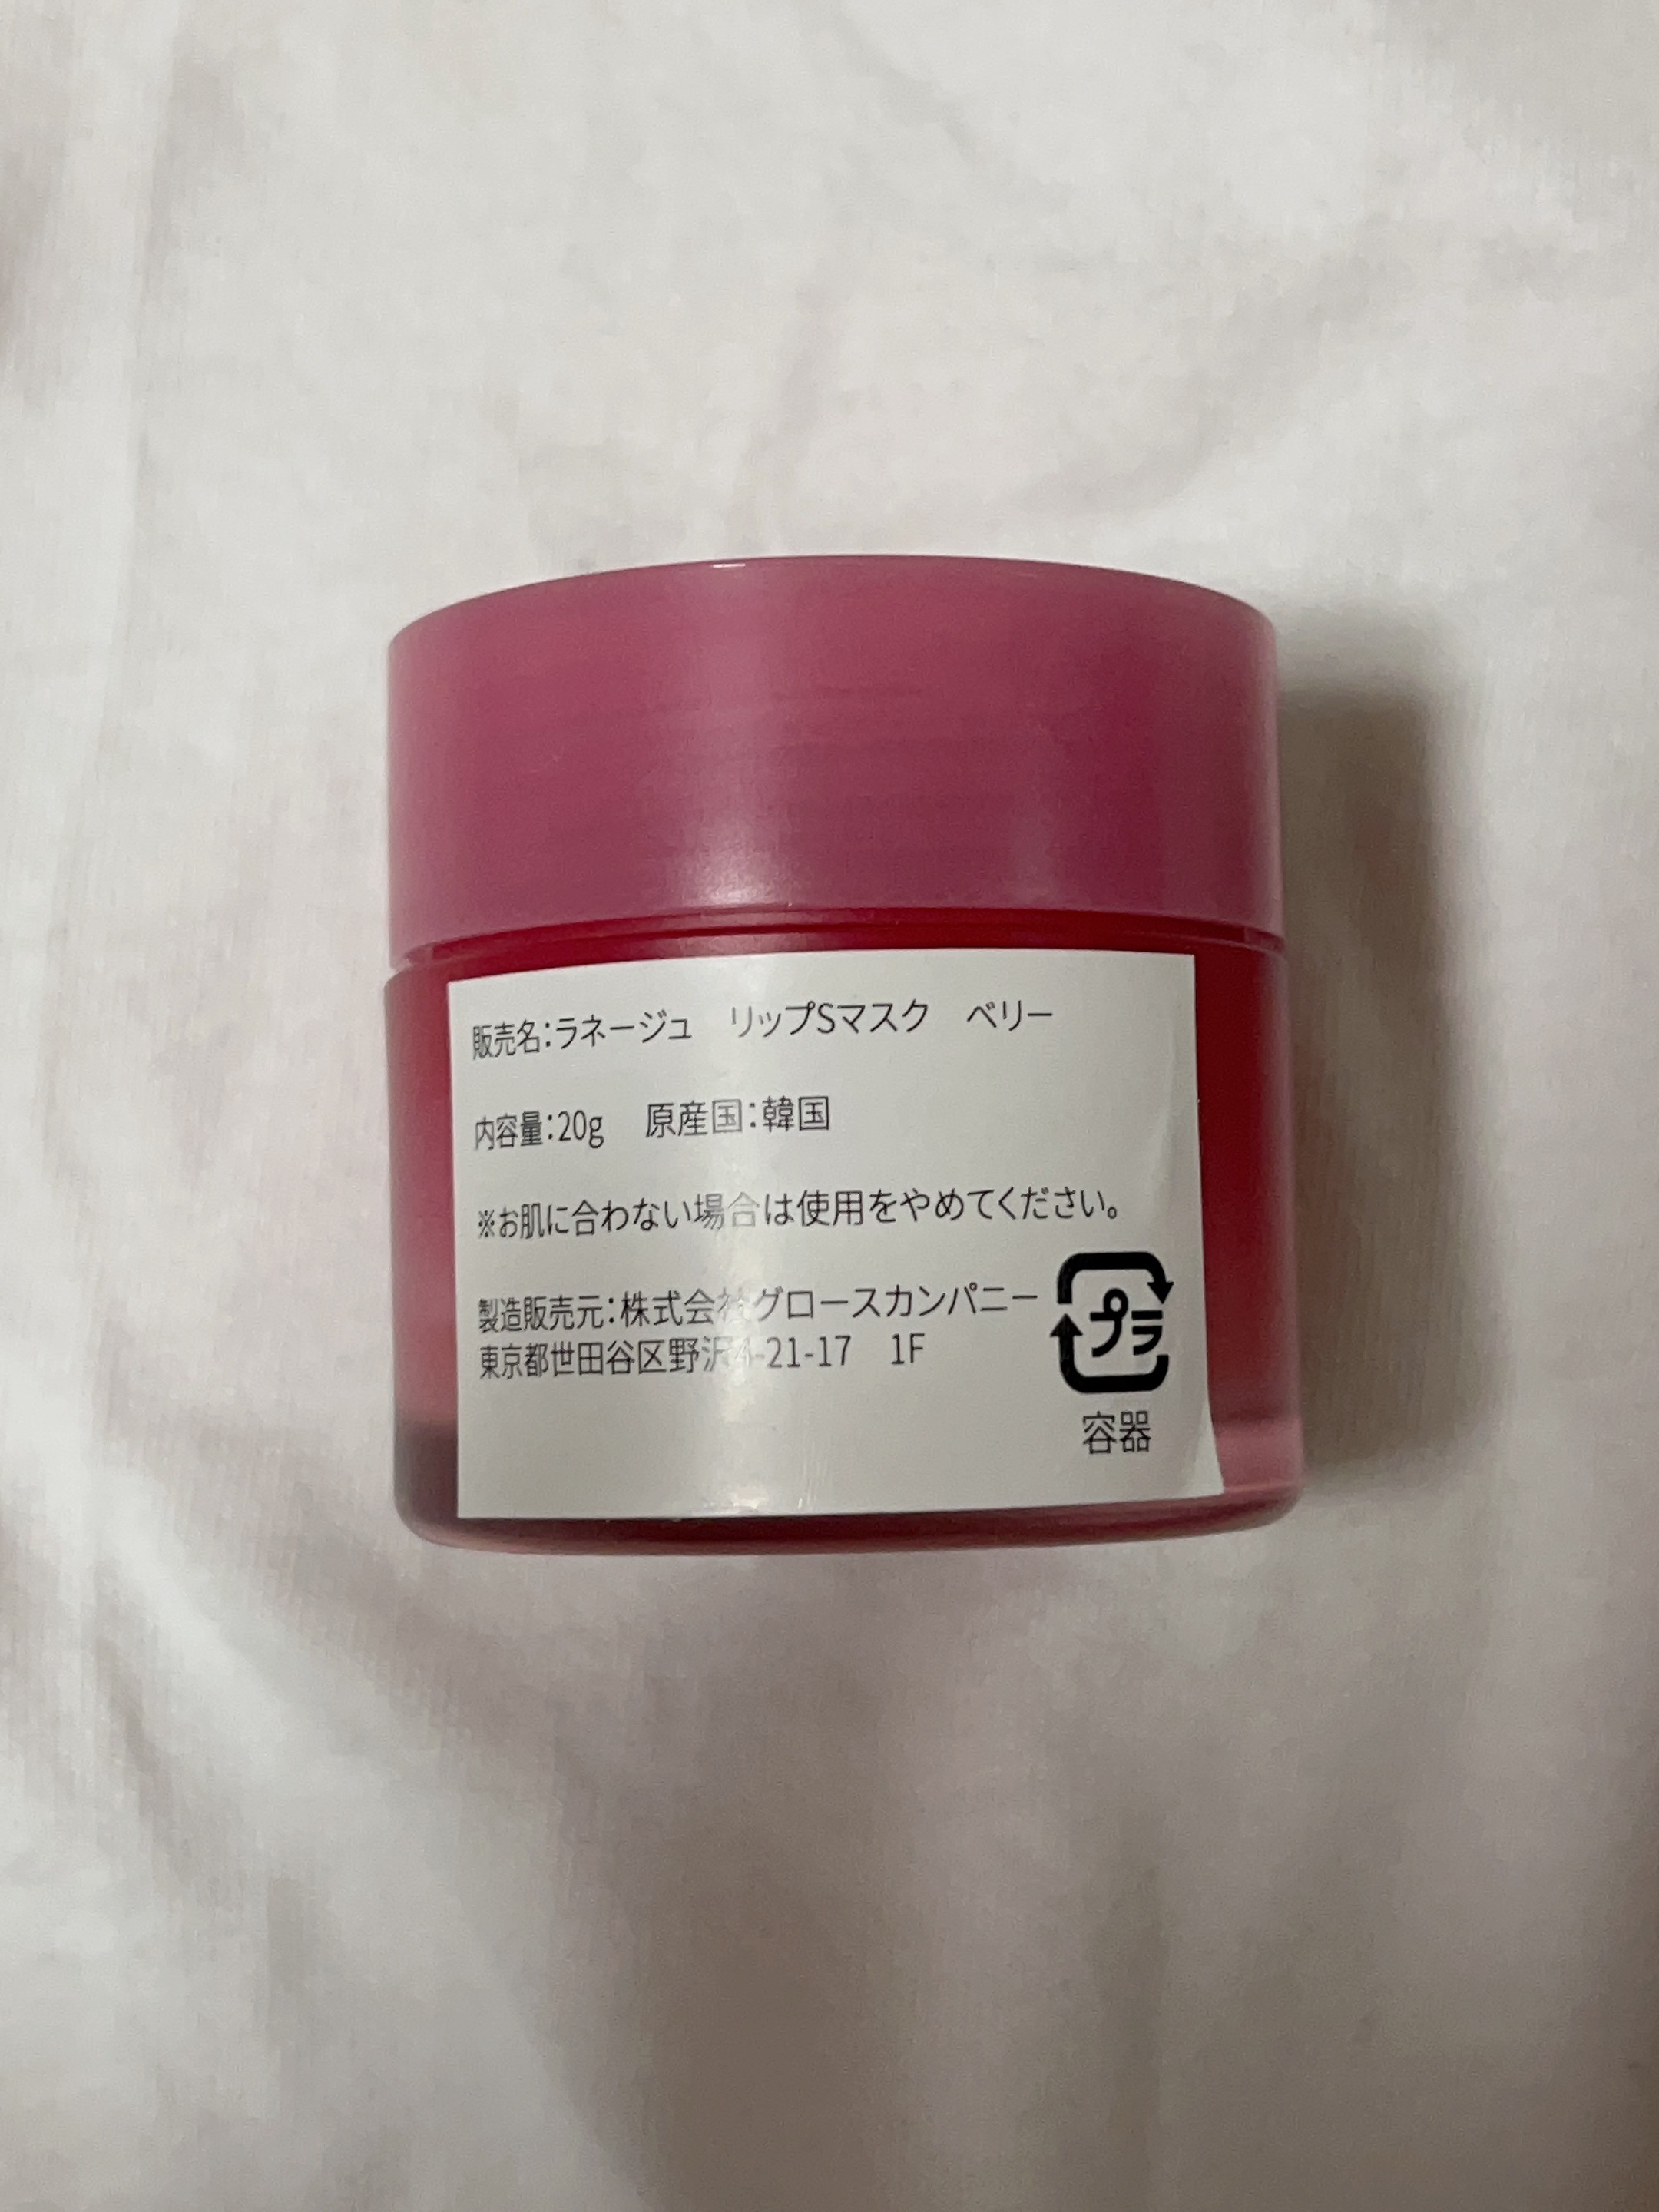 販売名：ラネージュ　リップSマスク　ベリー
内容量：20g　原産国：韓国
※お肌に合わない場合は使用をやめてください。
製造販売元：株式会社グロースカンパニー
東京都世田谷区野沢4-21-17　1F
プラ
容器